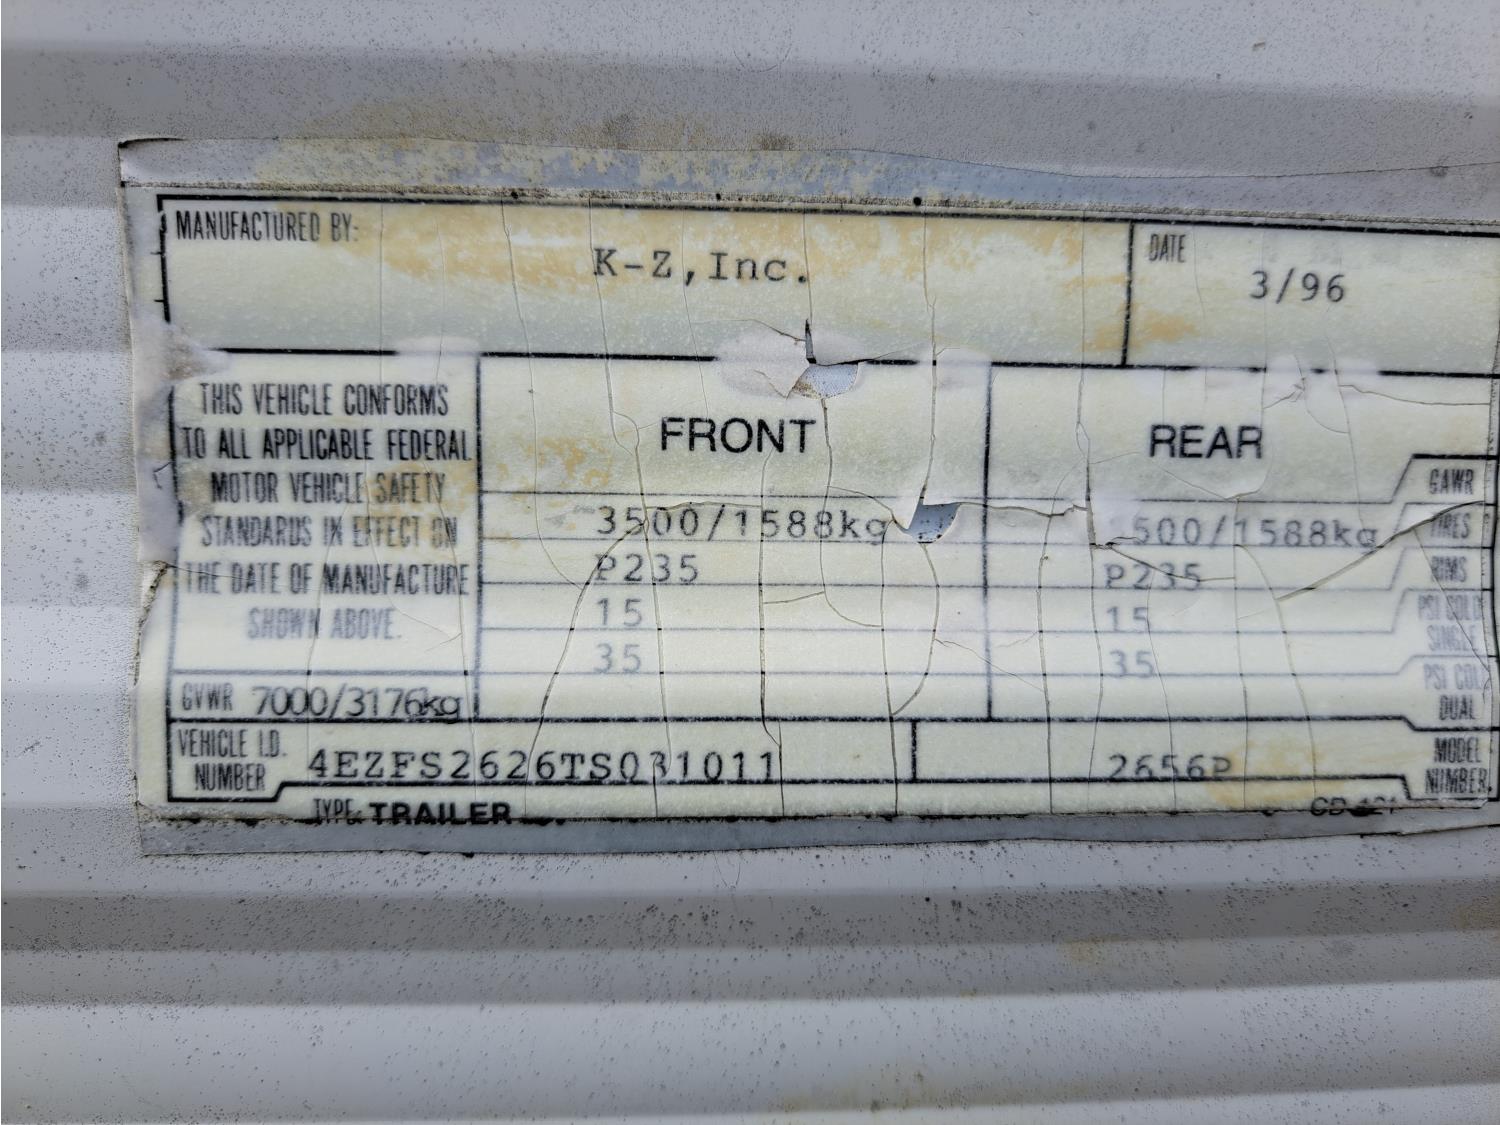 MANUFACTURED BY:
K-Z, Inc.
DATE
3/96
THIS VEHICLE CONFORMS
TO ALL APPLICABLE FEDERAL
MOTOR VEHICLE SAFETY
STANDARDS IN EFFECT ON
THE DATE OF MANUFACTURE
SHOWN ABOVE.
FRONT
REAR
GAWR
3500/1588kg
500/1588kg
TIRES
P235
P235
RIMS
15
15
PSI COLD
SINGLE
35
35
PSI COL
DUAL
GVWR 7000/3176kg
VEHICLE I.D.
NUMBER
4EZFS2626TS031011
2656P
MODEL
NUMBER
TYPE: TRAILER